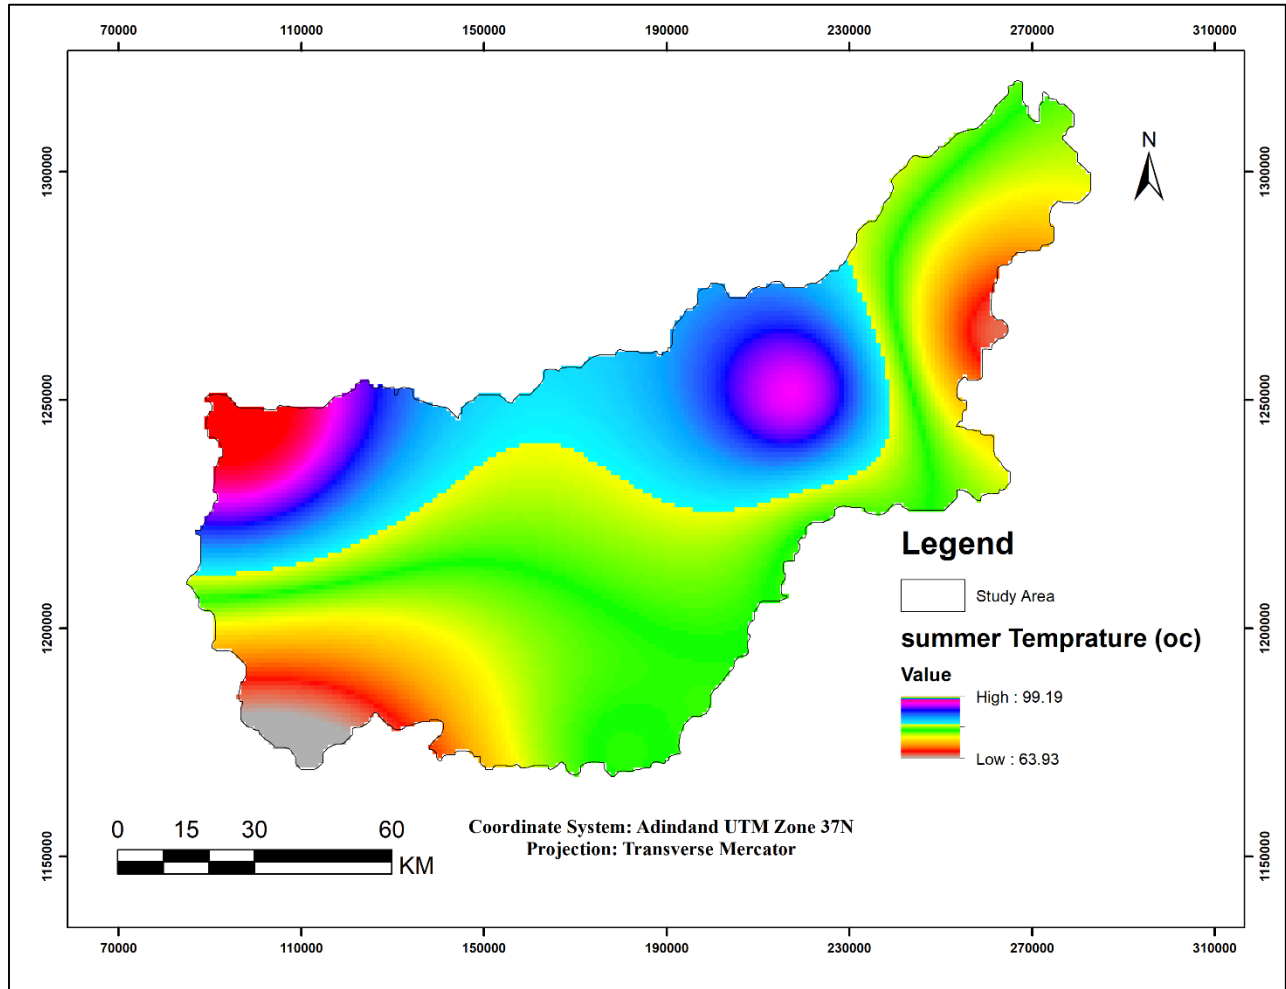 70000 110000 150000 190000 230000 270000 310000
N
1300000 1300000
1250000 1250000
1200000 1200000
1150000 1150000
Legend
Study Area
summer Temprature (oc)
Value
High : 99.19
Low : 63.93
0 15 30 60
KM
Coordinate System: Adindand UTM Zone 37N
Projection: Transverse Mercator
70000 110000 150000 190000 230000 270000 310000